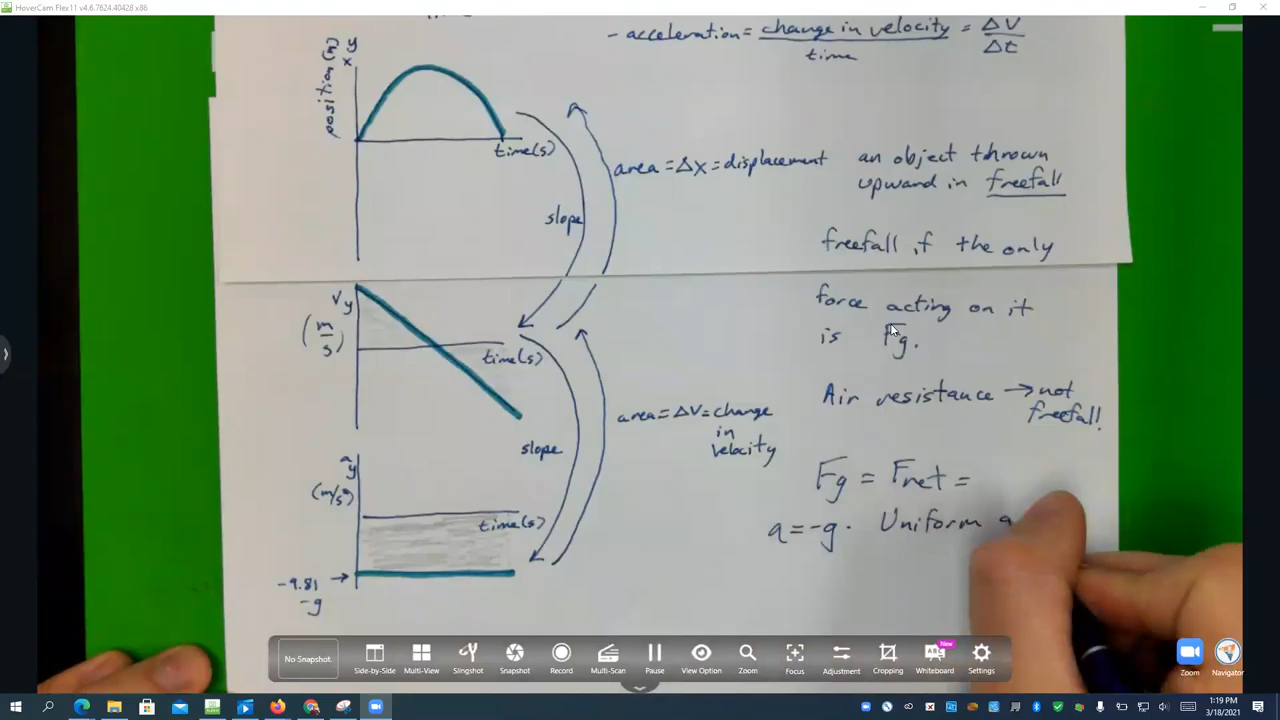 HoverCam Flex11 v4.6.7624.40428 x86
- acceleration = change in velocity / time = ΔV / Δt
position (m)
x y
time(s)
area = Δx = displacement
an object thrown
upward in freefall
slope
freefall if the only
Vy
(m/s)
time(s)
force acting on it
is Fg.
Air resistance → not
freefall!
area = ΔV = change
in
velocity
slope
ay
(m/s²)
time(s)
Fg = Fnet =
a = -g. Uniform a
-9.81 →
-g
No Snapshot.
Side-by-Side
Multi-View
Slingshot
Snapshot
Record
Multi-Scan
Pause
View Option
Zoom
Focus
Adjustment
Cropping
New
Whiteboard
Settings
Zoom
Navigator
1:19 PM
3/18/2021